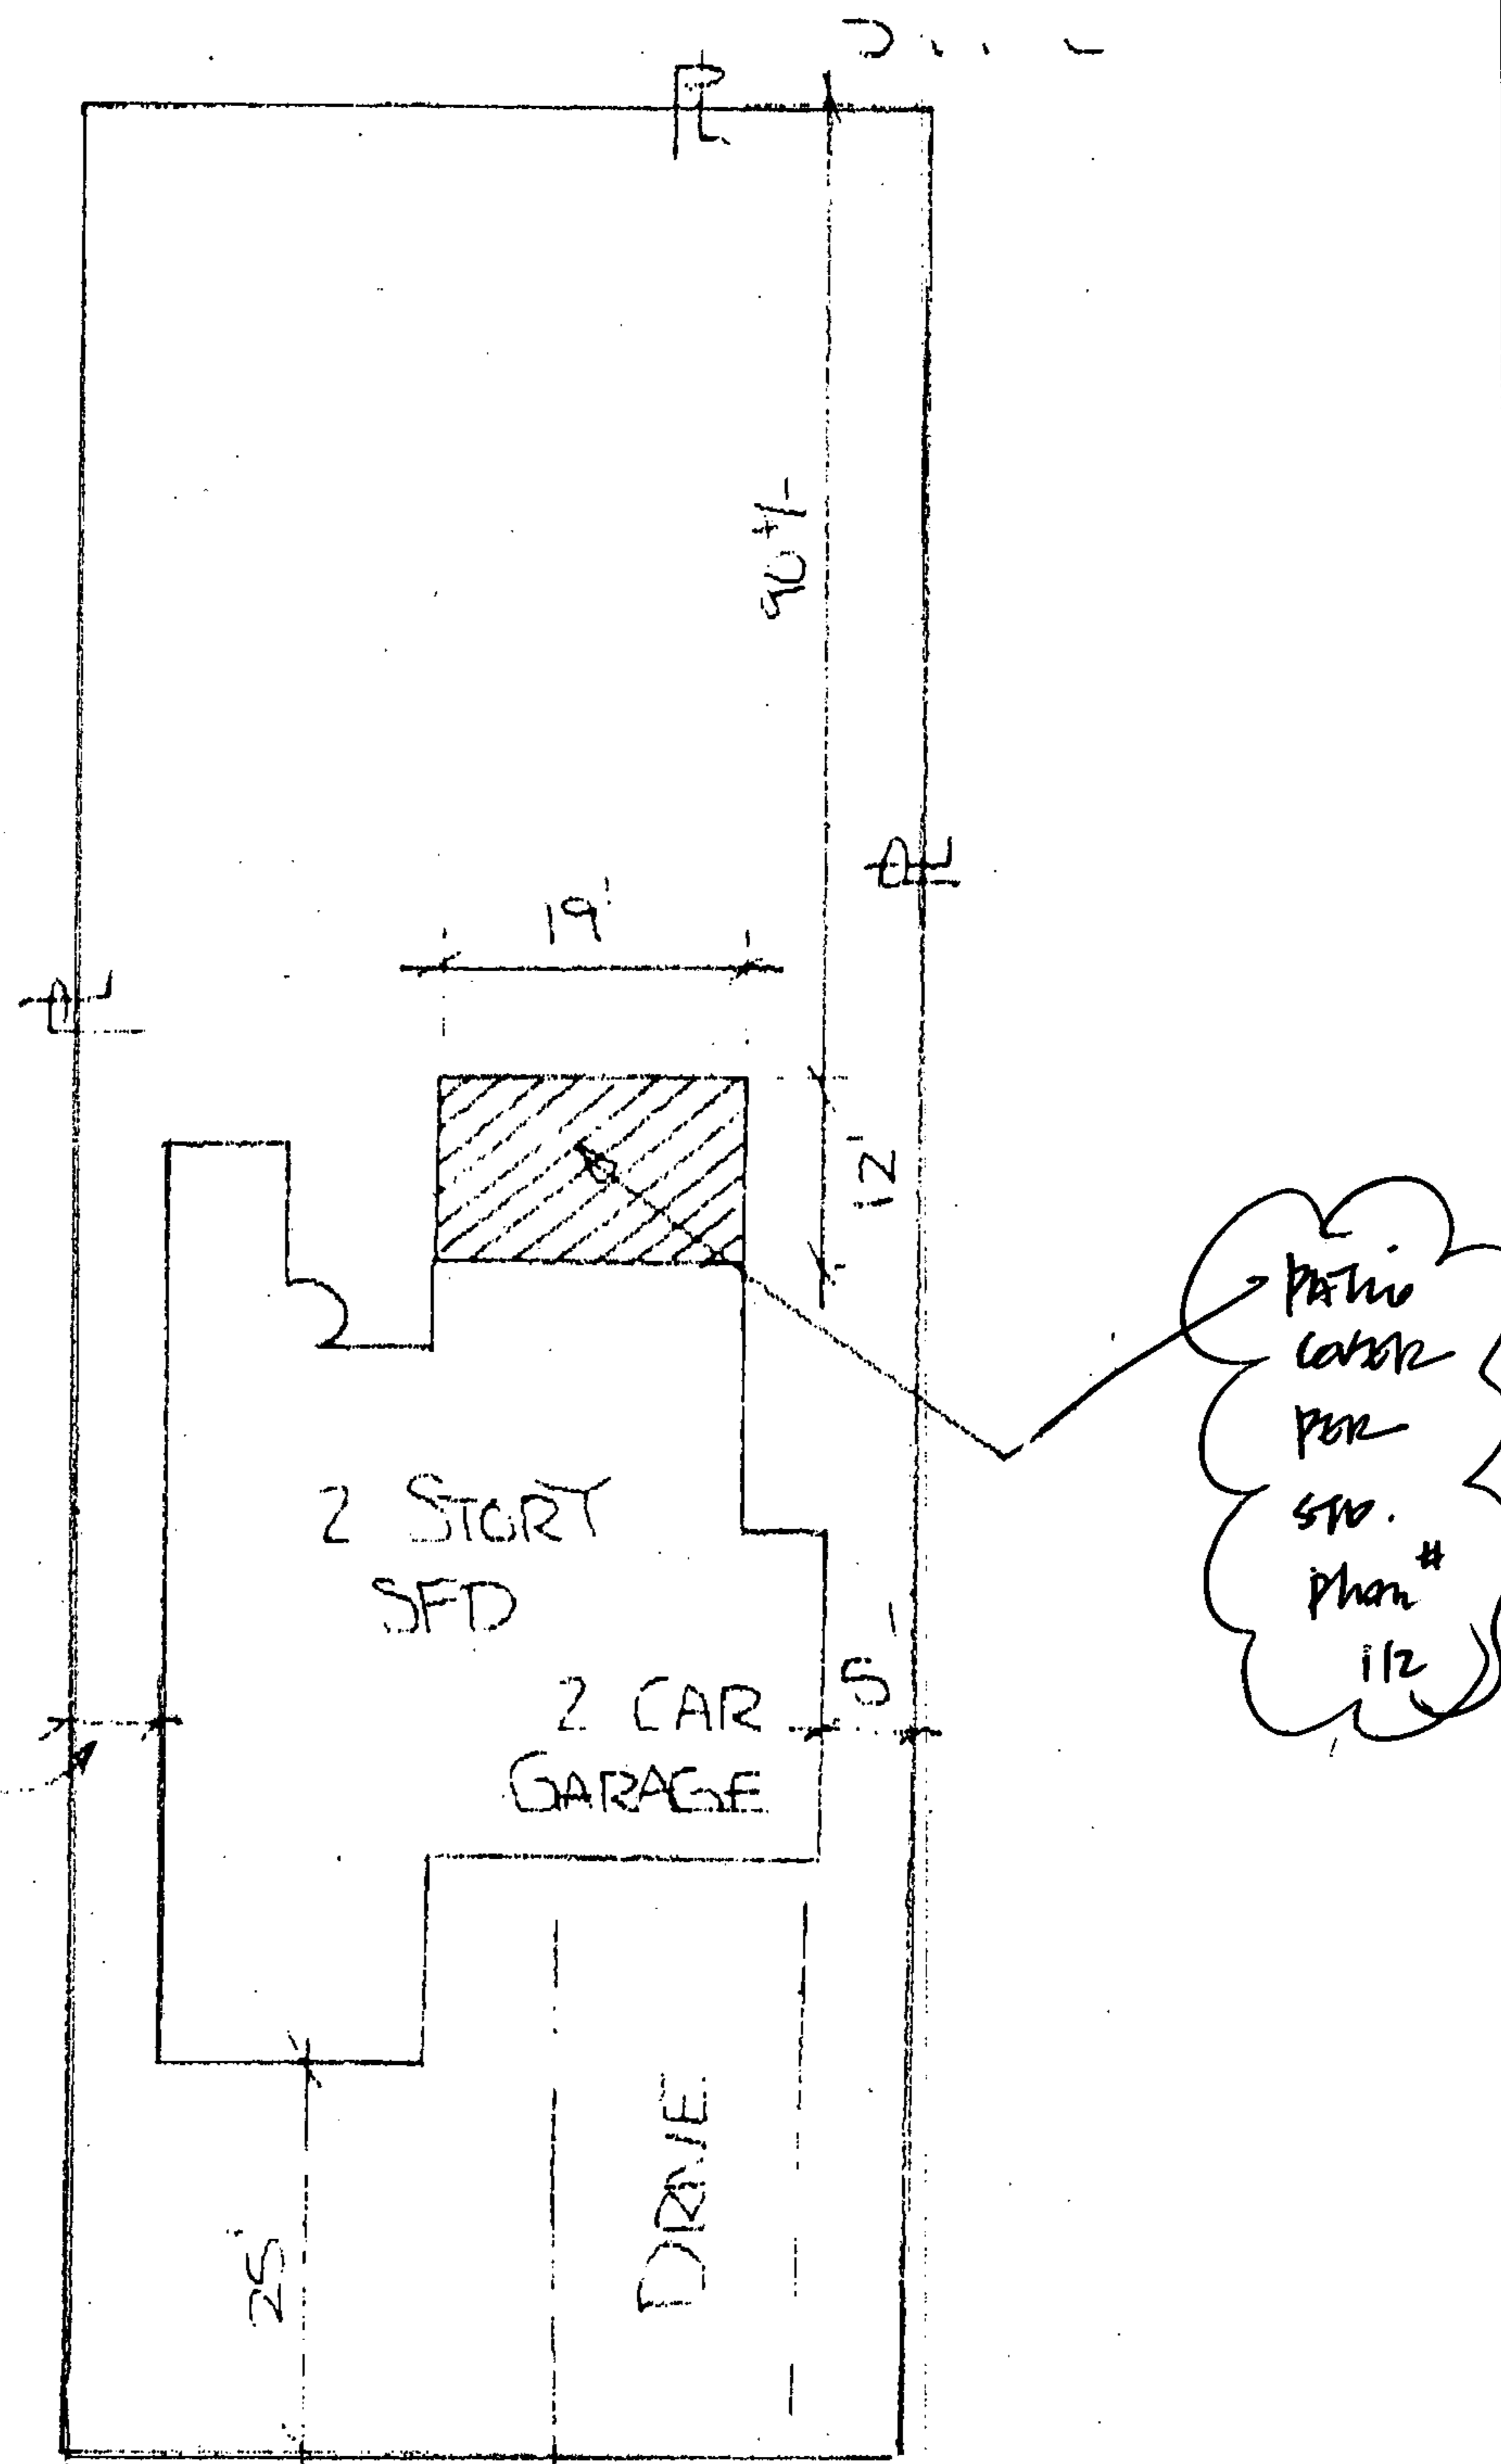 PL
90 +/-
PL
19'
PL
12'
PATIO
COVER
PER
STD.
plan #
112
2 STORY
SFD
5'
2 CAR
GARAGE
DRIVE
25'